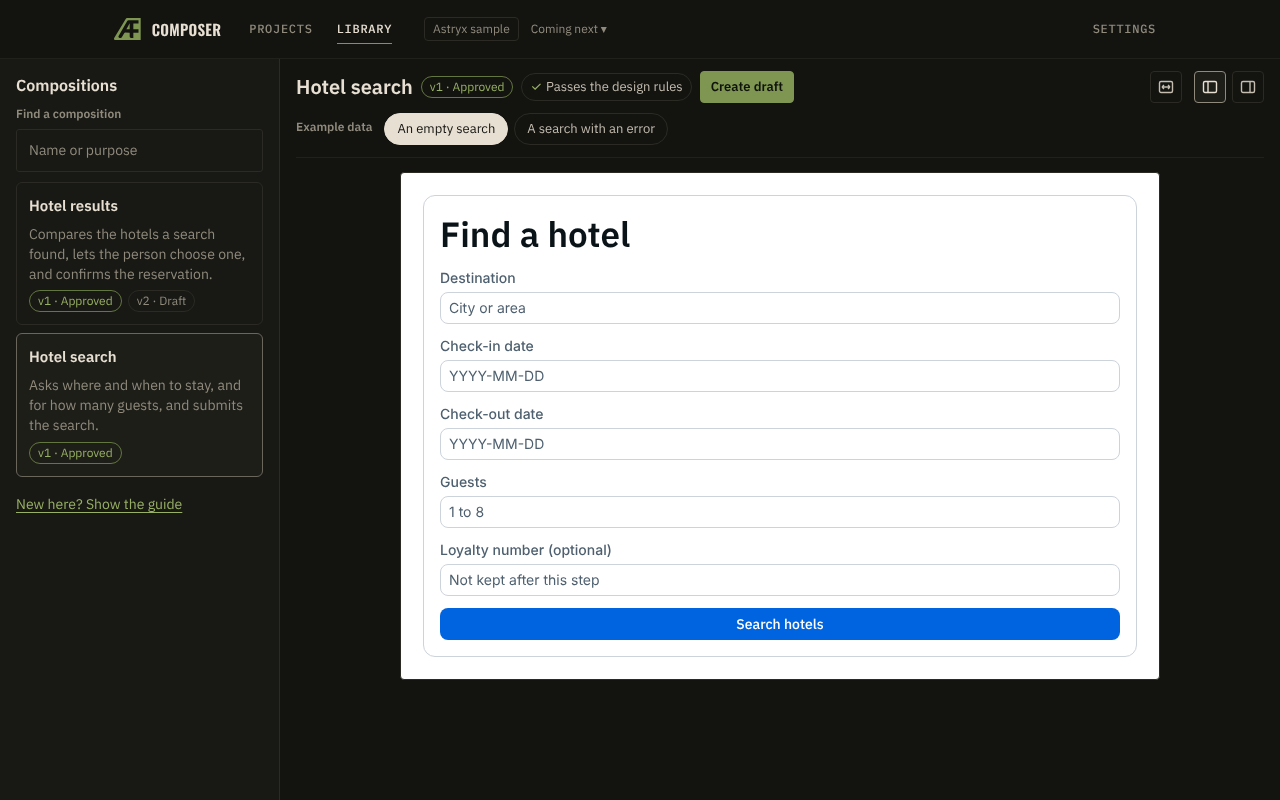 Æ COMPOSER PROJECTS LIBRARY Astryx sample Coming next ▾ SETTINGS
Compositions
Find a composition
Name or purpose
Hotel results
Compares the hotels a search
found, lets the person choose one,
and confirms the reservation.
v1 · Approved v2 · Draft
Hotel search
Asks where and when to stay, and
for how many guests, and submits
the search.
v1 · Approved
New here? Show the guide
Hotel search v1 · Approved ✓ Passes the design rules Create draft
Example data An empty search A search with an error
Find a hotel
Destination
City or area
Check-in date
YYYY-MM-DD
Check-out date
YYYY-MM-DD
Guests
1 to 8
Loyalty number (optional)
Not kept after this step
Search hotels